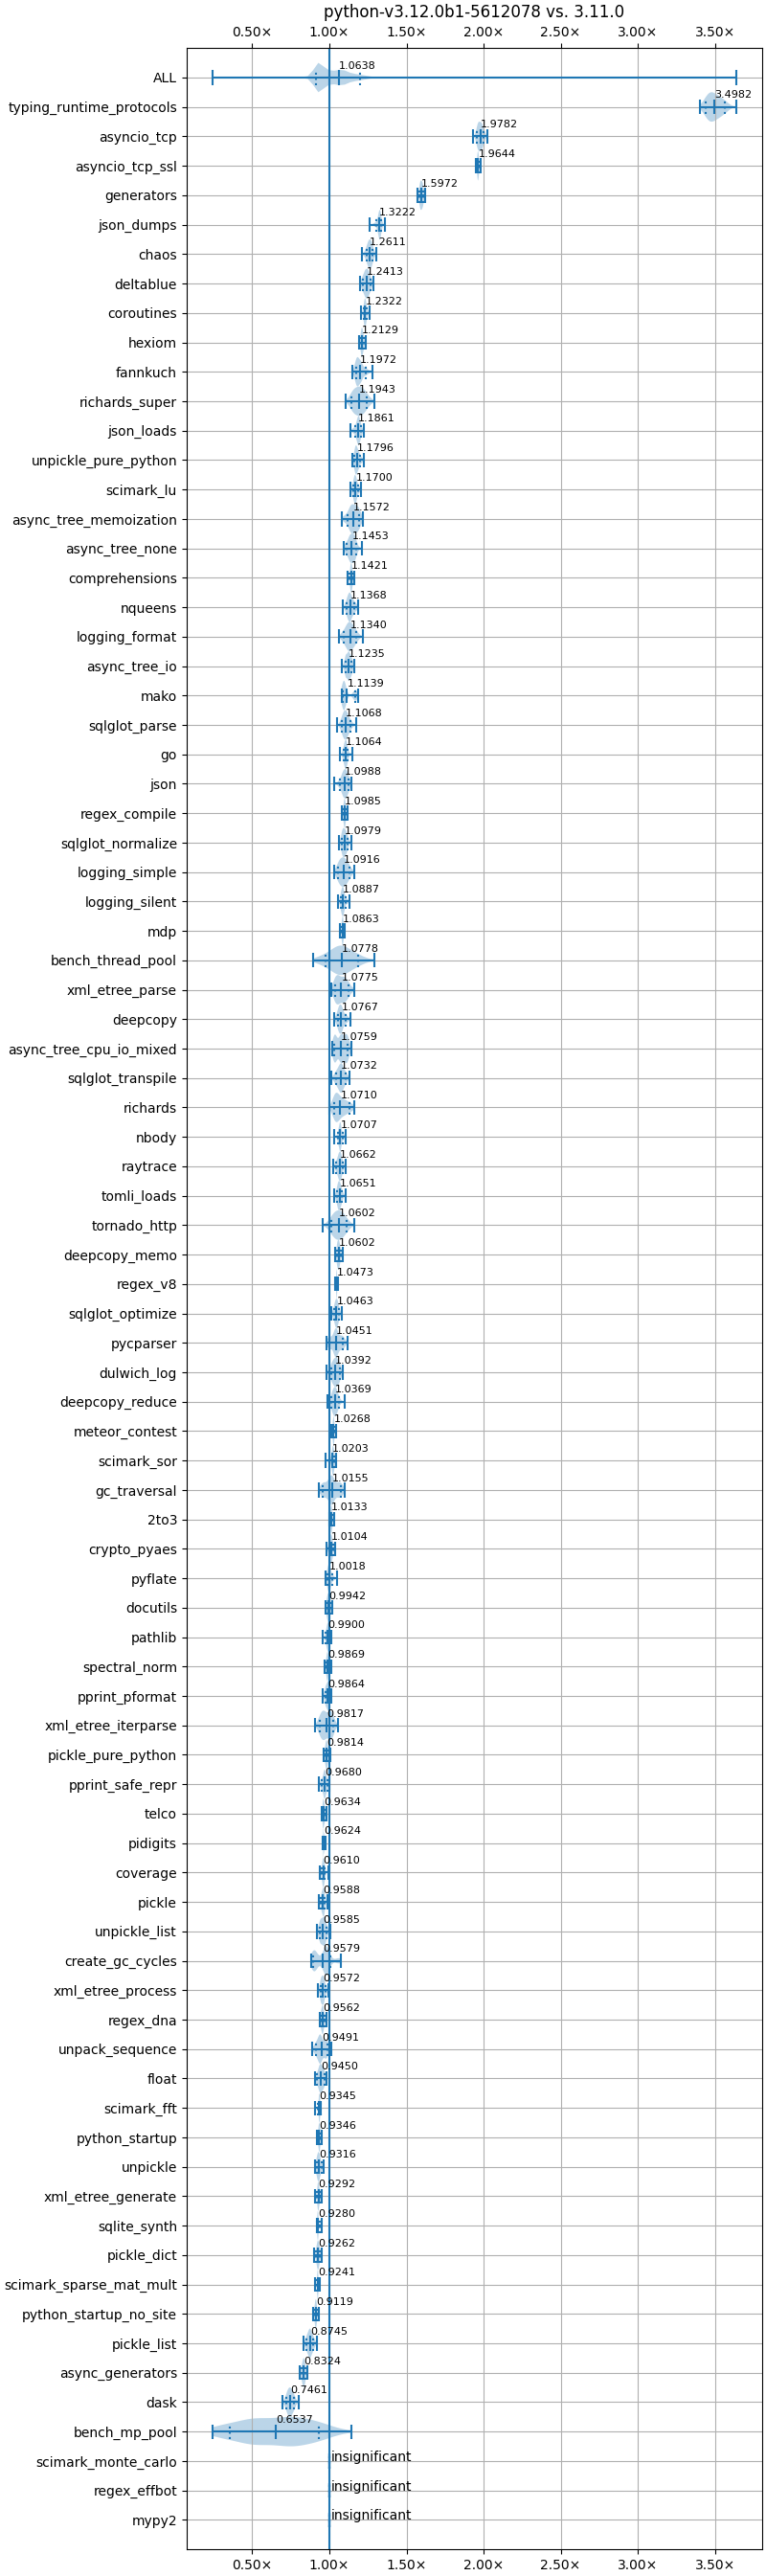 python-v3.12.0b1-5612078 vs. 3.11.0
0.50× 1.00× 1.50× 2.00× 2.50× 3.00× 3.50×
ALL 1.0638
typing_runtime_protocols 3.4982
asyncio_tcp 1.9782
asyncio_tcp_ssl 1.9644
generators 1.5972
json_dumps 1.3222
chaos 1.2611
deltablue 1.2413
coroutines 1.2322
hexiom 1.2129
fannkuch 1.1972
richards_super 1.1943
json_loads 1.1861
unpickle_pure_python 1.1796
scimark_lu 1.1700
async_tree_memoization 1.1572
async_tree_none 1.1453
comprehensions 1.1421
nqueens 1.1368
logging_format 1.1340
async_tree_io 1.1235
mako 1.1139
sqlglot_parse 1.1068
go 1.1064
json 1.0988
regex_compile 1.0985
sqlglot_normalize 1.0979
logging_simple 1.0916
logging_silent 1.0887
mdp 1.0863
bench_thread_pool 1.0778
xml_etree_parse 1.0775
deepcopy 1.0767
async_tree_cpu_io_mixed 1.0759
sqlglot_transpile 1.0732
richards 1.0710
nbody 1.0707
raytrace 1.0662
tomli_loads 1.0651
tornado_http 1.0602
deepcopy_memo 1.0602
regex_v8 1.0473
sqlglot_optimize 1.0463
pycparser 1.0451
dulwich_log 1.0392
deepcopy_reduce 1.0369
meteor_contest 1.0268
scimark_sor 1.0203
gc_traversal 1.0155
2to3 1.0133
crypto_pyaes 1.0104
pyflate 1.0018
docutils 0.9942
pathlib 0.9900
spectral_norm 0.9869
pprint_pformat 0.9864
xml_etree_iterparse 0.9817
pickle_pure_python 0.9814
pprint_safe_repr 0.9680
telco 0.9634
pidigits 0.9624
coverage 0.9610
pickle 0.9588
unpickle_list 0.9585
create_gc_cycles 0.9579
xml_etree_process 0.9572
regex_dna 0.9562
unpack_sequence 0.9491
float 0.9450
scimark_fft 0.9345
python_startup 0.9346
unpickle 0.9316
xml_etree_generate 0.9292
sqlite_synth 0.9280
pickle_dict 0.9262
scimark_sparse_mat_mult 0.9241
python_startup_no_site 0.9119
pickle_list 0.8745
async_generators 0.8324
dask 0.7461
bench_mp_pool 0.6537
scimark_monte_carlo insignificant
regex_effbot insignificant
mypy2 insignificant
0.50× 1.00× 1.50× 2.00× 2.50× 3.00× 3.50×